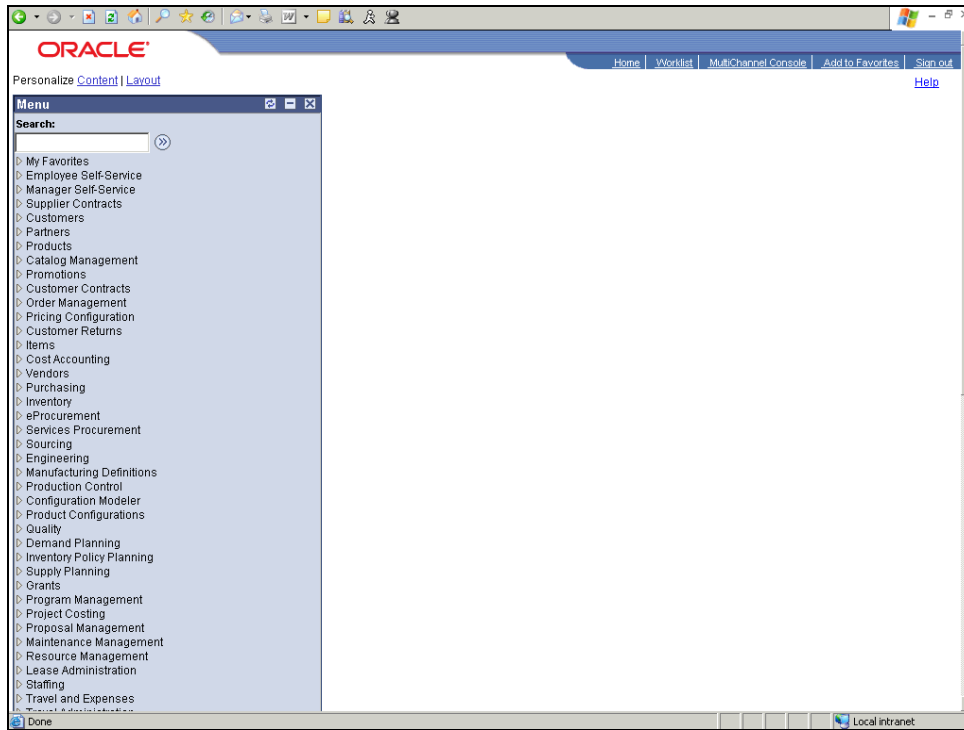 ORACLE'
Home | Worklist | MultiChannel Console | Add to Favorites | Sign out
Personalize Content | Layout
Help
Menu
Search:
My Favorites
Employee Self-Service
Manager Self-Service
Supplier Contracts
Customers
Partners
Products
Catalog Management
Promotions
Customer Contracts
Order Management
Pricing Configuration
Customer Returns
Items
Cost Accounting
Vendors
Purchasing
Inventory
eProcurement
Services Procurement
Sourcing
Engineering
Manufacturing Definitions
Production Control
Configuration Modeler
Product Configurations
Quality
Demand Planning
Inventory Policy Planning
Supply Planning
Grants
Program Management
Project Costing
Proposal Management
Maintenance Management
Resource Management
Lease Administration
Staffing
Travel and Expenses
Done
Local intranet